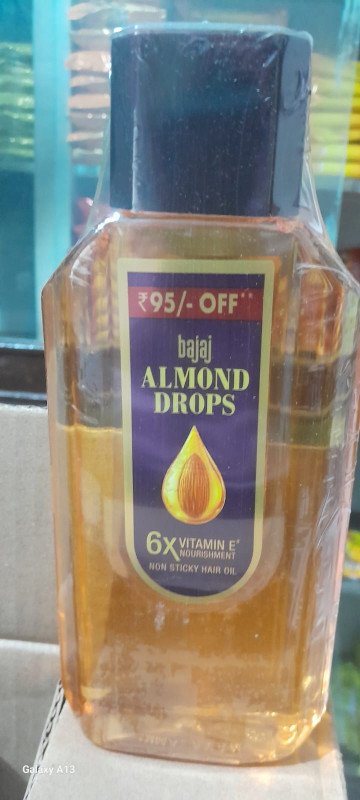 ₹95/- OFF**
bajaj
ALMOND
DROPS
6X VITAMIN E*
NOURISHMENT
NON STICKY HAIR OIL
Galaxy A13